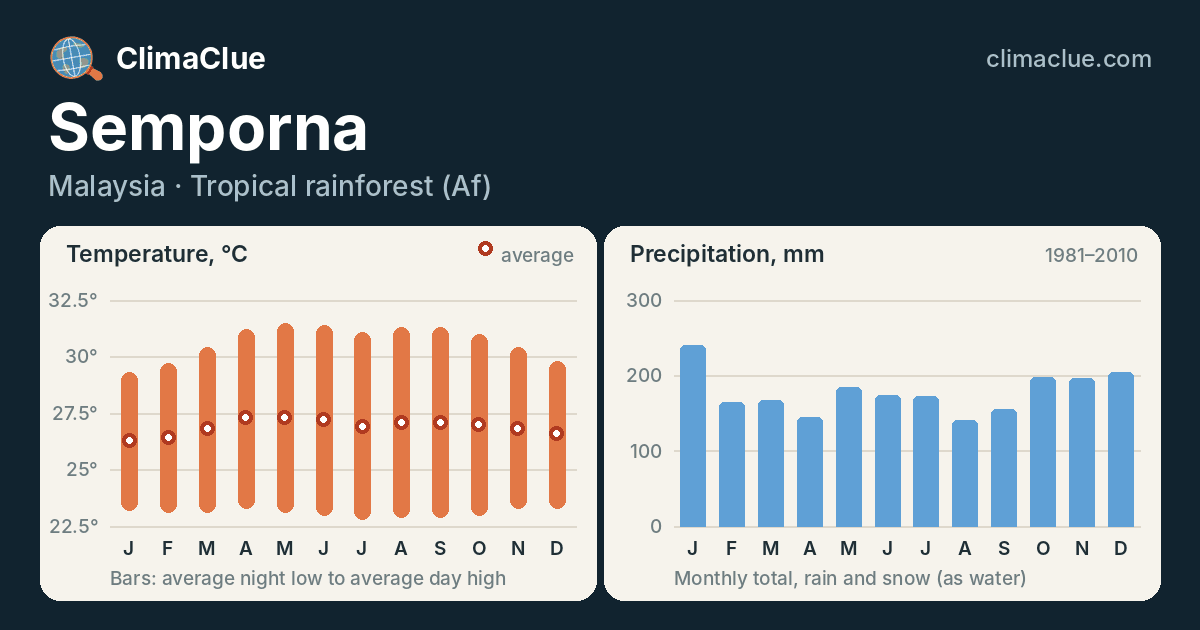 ClimaClue
climaclue.com
Semporna
Malaysia · Tropical rainforest (Af)
Temperature, °C
average
32.5°
30°
27.5°
25°
22.5°
J F M A M J J A S O N D
Bars: average night low to average day high
Precipitation, mm
1981–2010
300
200
100
0
J F M A M J J A S O N D
Monthly total, rain and snow (as water)